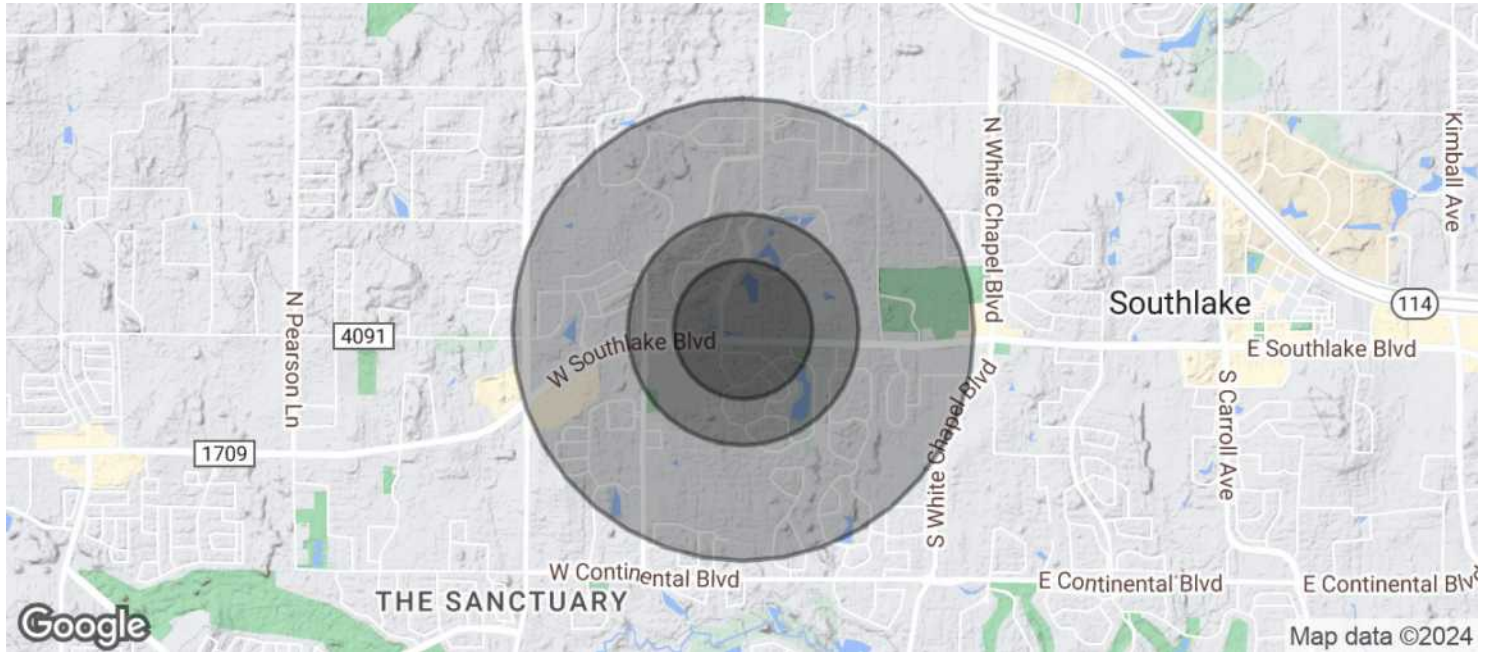 N White Chapel Blvd
Kimball Ave
N Pearson Ln
Southlake
114
4091
W Southlake Blvd
E Southlake Blvd
S White Chapel Blvd
S Carroll Ave
1709
W Continental Blvd
E Continental Blvd
E Continental Blv
THE SANCTUARY
Google
Map data ©2024